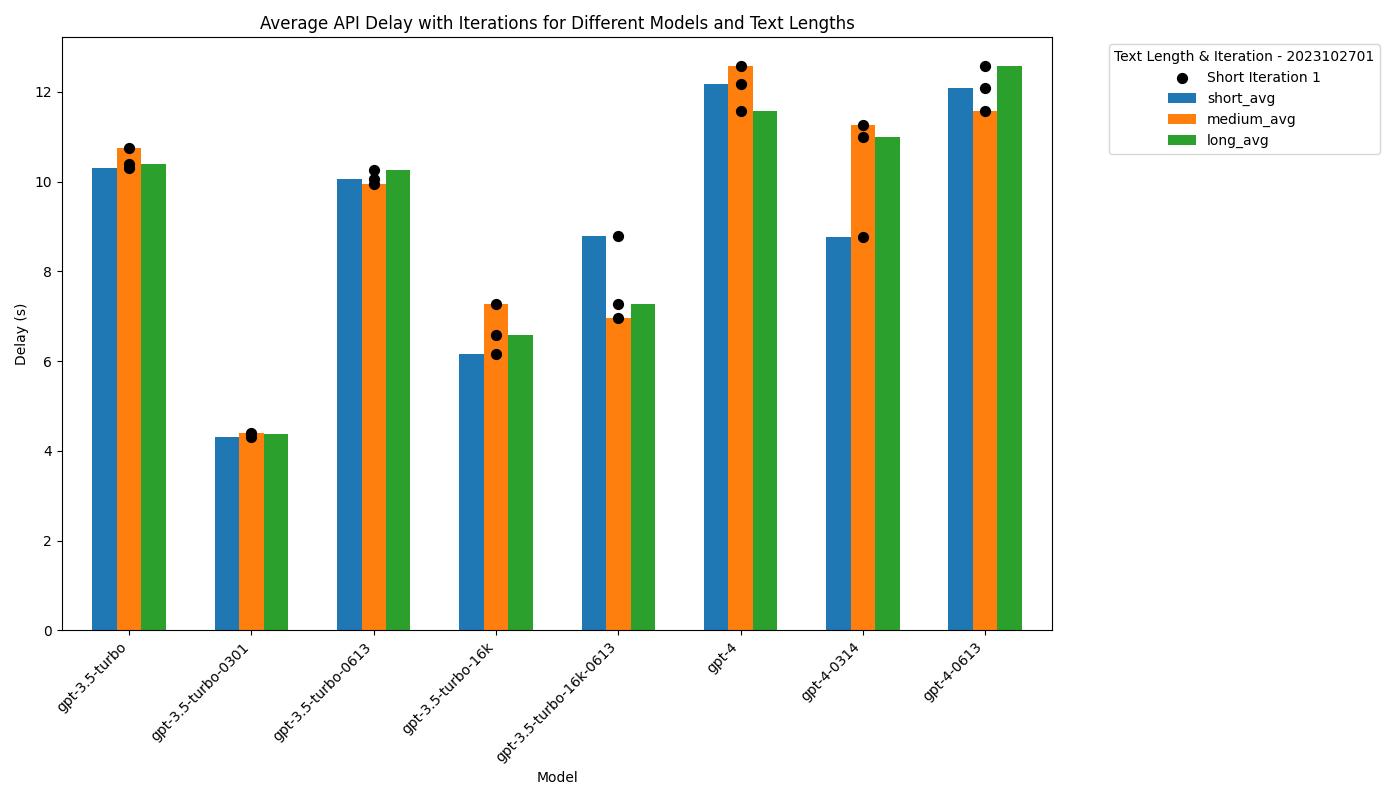 Average API Delay with Iterations for Different Models and Text Lengths
Text Length & Iteration - 2023102701
Short Iteration 1
short_avg
medium_avg
long_avg
Delay (s)
12
10
8
6
4
2
0
gpt-3.5-turbo
gpt-3.5-turbo-0301
gpt-3.5-turbo-0613
gpt-3.5-turbo-16k
gpt-3.5-turbo-16k-0613
gpt-4
gpt-4-0314
gpt-4-0613
Model